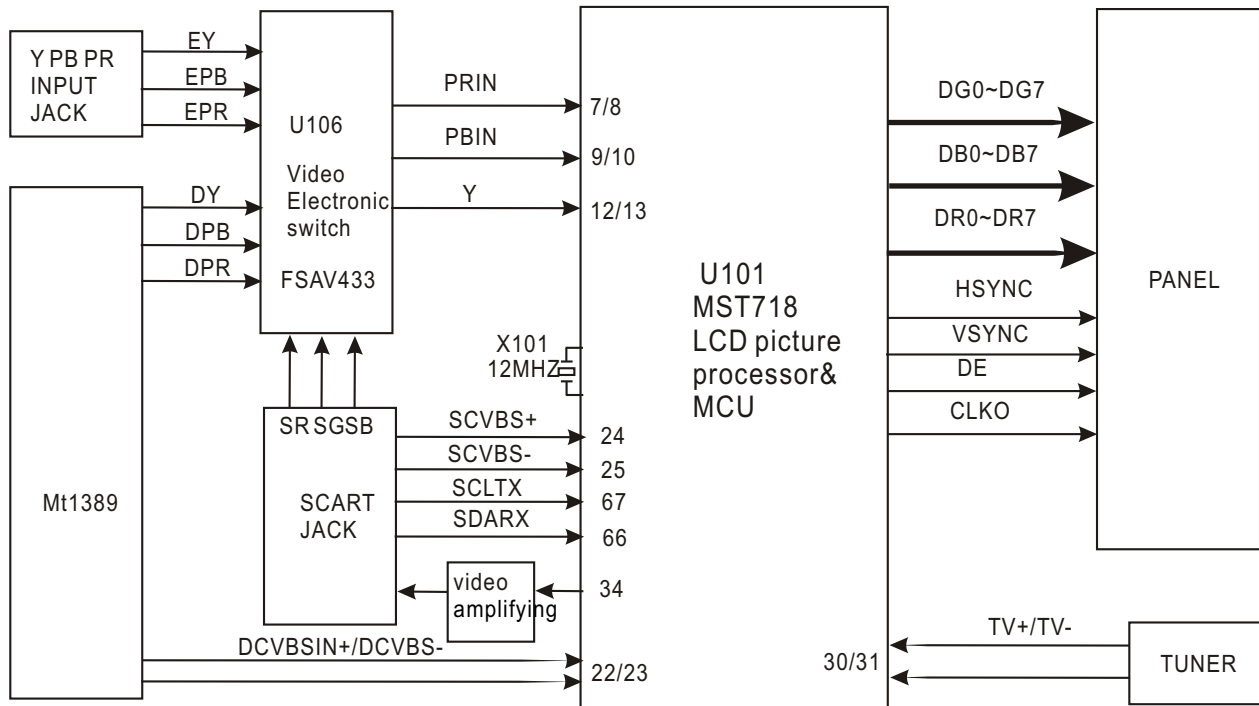 Y PB PR
INPUT
JACK
EY
EPB
EPR
DY
DPB
DPR
U106
Video
Electronic
switch
FSAV433
PRIN
PBIN
Y
7/8
9/10
12/13
X101
12MHZ
U101
MST718
LCD picture
processor&
MCU
DG0~DG7
DB0~DB7
DR0~DR7
HSYNC
VSYNC
DE
CLKO
PANEL
Mt1389
SR SGSB
SCART
JACK
SCVBS+
SCVBS-
SCLTX
SDARX
24
25
67
66
34
video
amplifying
DCVBSIN+/DCVBS-
22/23
30/31
TV+/TV-
TUNER